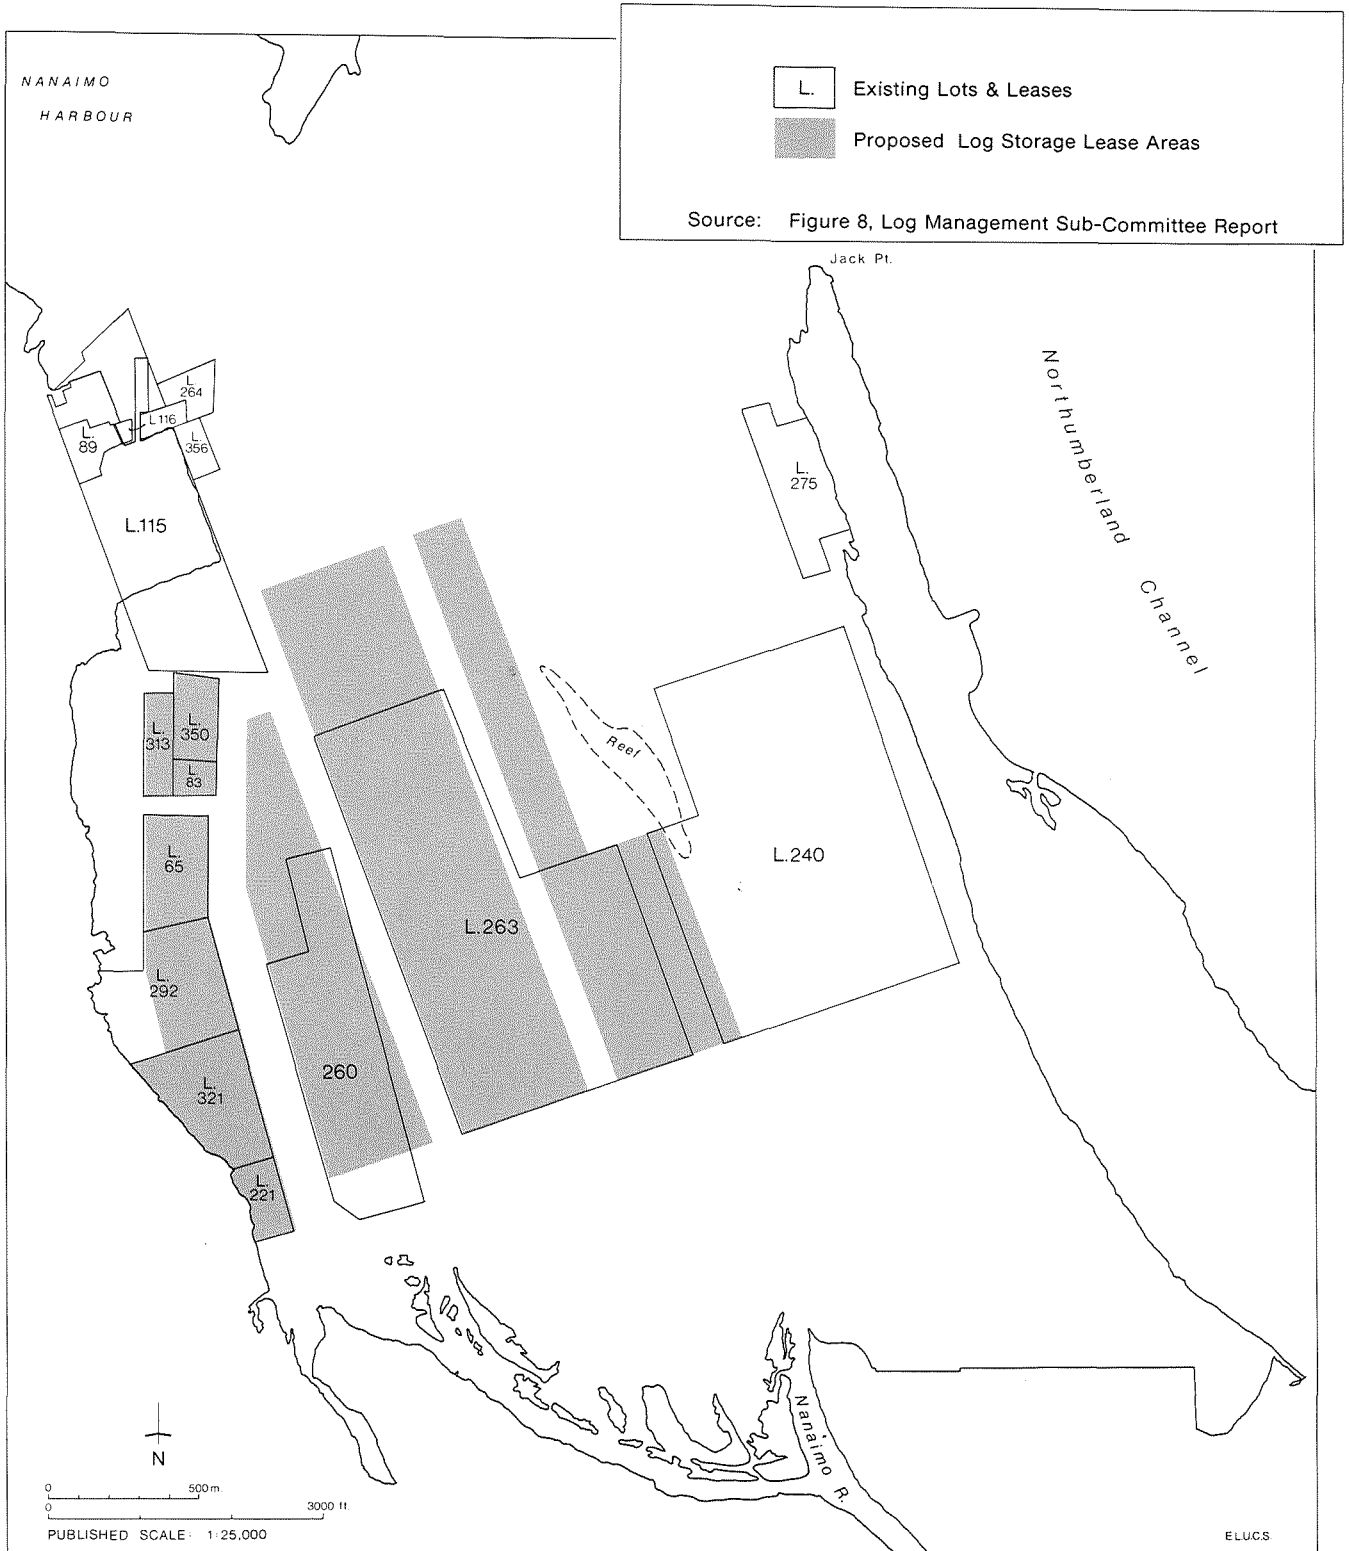 NANAIMO
HARBOUR
L. Existing Lots & Leases
Proposed Log Storage Lease Areas
Source: Figure 8, Log Management Sub-Committee Report
Jack Pt.
Northumberland Channel
L.
264
L 116
L.
89
L.
356
L.
275
L.115
L.
313
L.
350
L.
83
Reef
L.
65
L.240
L.263
L.
292
260
L.
321
L.
221
Nanaimo R.
N
0 500 m.
0 3000 ft.
PUBLISHED SCALE: 1:25,000
E.L.U.C.S.